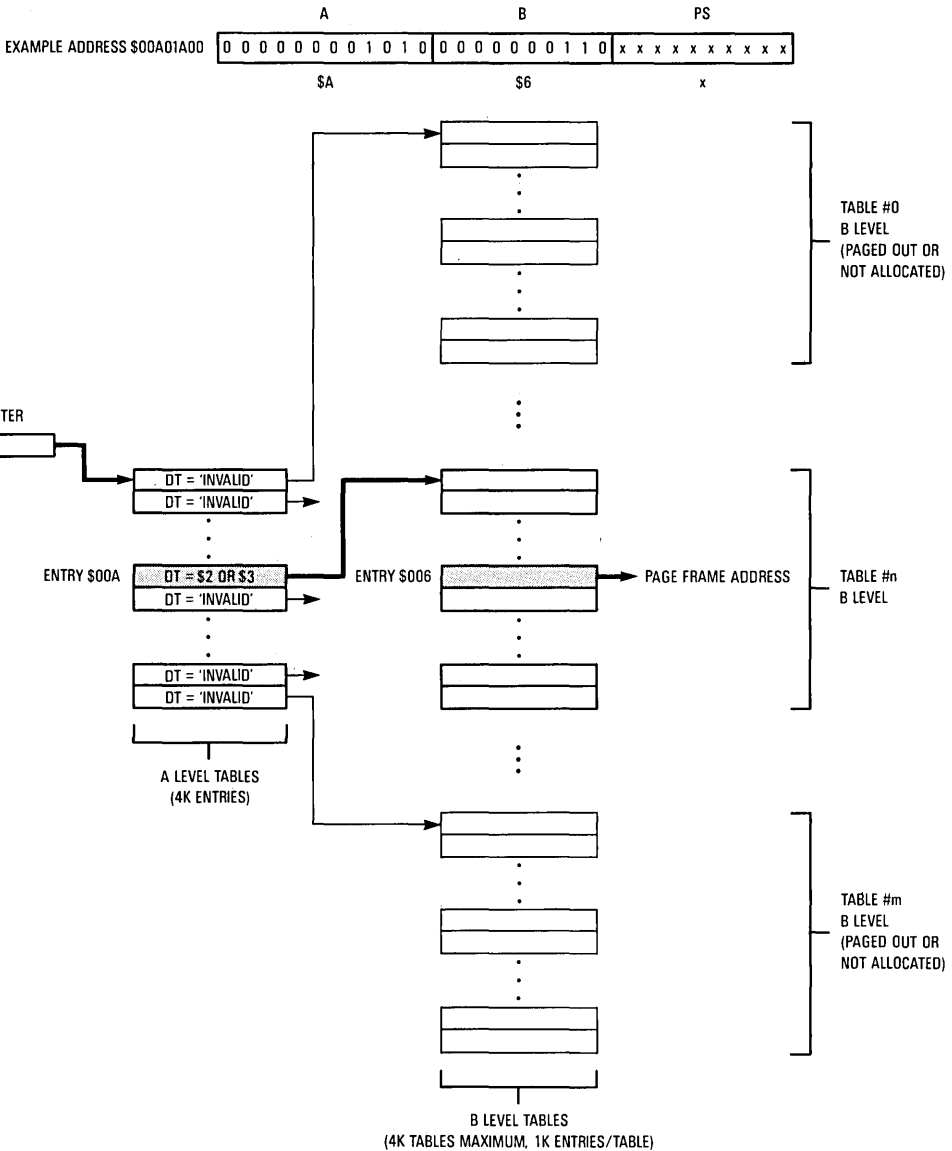 A B PS
EXAMPLE ADDRESS $00A01A00 0 0 0 0 0 0 0 0 1 0 1 0 0 0 0 0 0 0 0 1 1 0 x x x x x x x x x x
$A $6 x
TABLE #0
B LEVEL
(PAGED OUT OR
NOT ALLOCATED)
TER
DT = 'INVALID'
DT = 'INVALID'
ENTRY $00A DT = $2 OR $3 ENTRY $006 PAGE FRAME ADDRESS
DT = 'INVALID'
TABLE #n
B LEVEL
DT = 'INVALID'
DT = 'INVALID'
A LEVEL TABLES
(4K ENTRIES)
TABLE #m
B LEVEL
(PAGED OUT OR
NOT ALLOCATED)
B LEVEL TABLES
(4K TABLES MAXIMUM, 1K ENTRIES/TABLE)